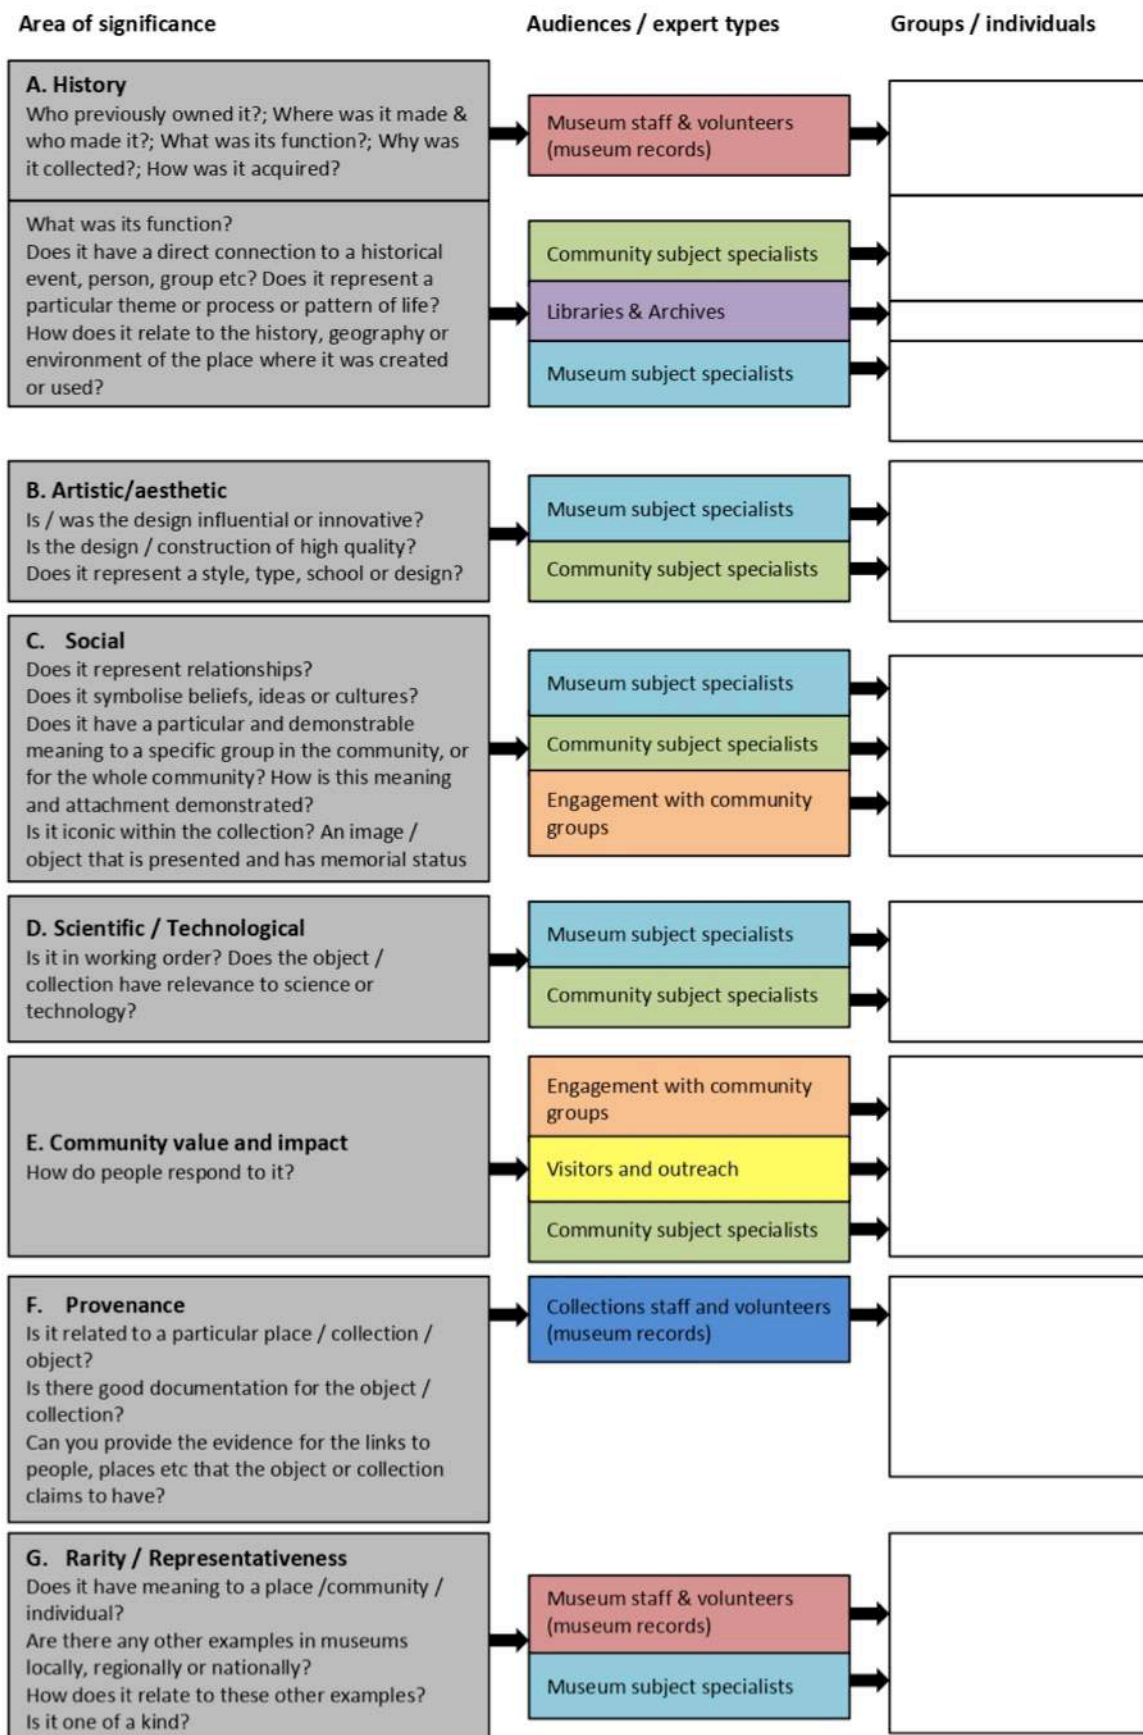 Area of significance
Audiences / expert types
Groups / individuals
A. History
Who previously owned it?; Where was it made &
who made it?; What was its function?; Why was
it collected?; How was it acquired?
Museum staff & volunteers
(museum records)
What was its function?
Does it have a direct connection to a historical
event, person, group etc? Does it represent a
particular theme or process or pattern of life?
How does it relate to the history, geography or
environment of the place where it was created
or used?
Community subject specialists
Libraries & Archives
Museum subject specialists
B. Artistic/aesthetic
Is / was the design influential or innovative?
Is the design / construction of high quality?
Does it represent a style, type, school or design?
Museum subject specialists
Community subject specialists
C. Social
Does it represent relationships?
Does it symbolise beliefs, ideas or cultures?
Does it have a particular and demonstrable
meaning to a specific group in the community, or
for the whole community? How is this meaning
and attachment demonstrated?
Is it iconic within the collection? An image /
object that is presented and has memorial status
Museum subject specialists
Community subject specialists
Engagement with community
groups
D. Scientific / Technological
Is it in working order? Does the object /
collection have relevance to science or
technology?
Museum subject specialists
Community subject specialists
E. Community value and impact
How do people respond to it?
Engagement with community
groups
Visitors and outreach
Community subject specialists
F. Provenance
Is it related to a particular place / collection /
object?
Is there good documentation for the object /
collection?
Can you provide the evidence for the links to
people, places etc that the object or collection
claims to have?
Collections staff and volunteers
(museum records)
G. Rarity / Representativeness
Does it have meaning to a place /community /
individual?
Are there any other examples in museums
locally, regionally or nationally?
How does it relate to these other examples?
Is it one of a kind?
Museum staff & volunteers
(museum records)
Museum subject specialists